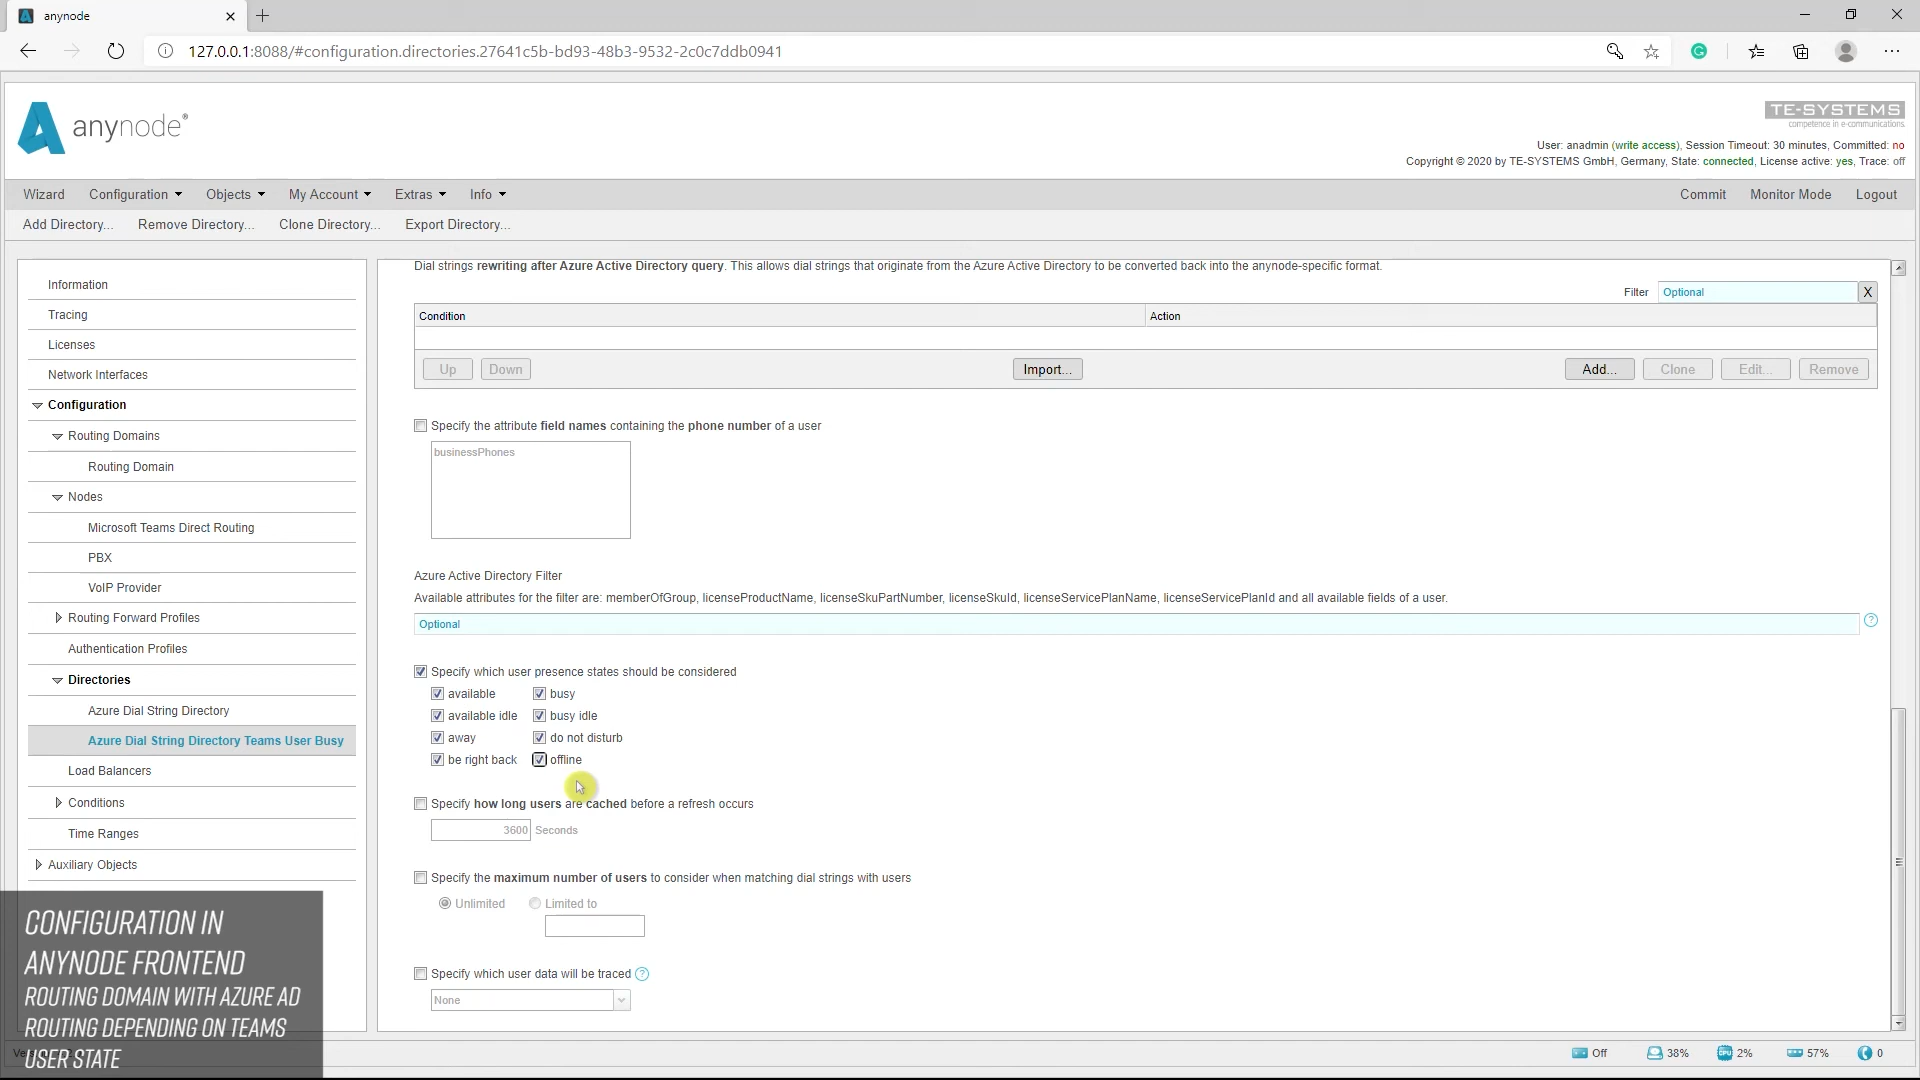 anynode
127.0.0.1:8088/#configuration.directories.27641c5b-bd93-48b3-9532-2c0c7ddb0941
anynode®
TE-SYSTEMS
competence in e-communications.
User: anadmin (write access), Session Timeout: 30 minutes, Committed: no
Copyright © 2020 by TE-SYSTEMS GmbH, Germany, State: connected, License active: yes, Trace: off
Wizard Configuration Objects My Account Extras Info Commit Monitor Mode Logout
Add Directory... Remove Directory... Clone Directory... Export Directory...
Information
Tracing
Licenses
Network Interfaces
Configuration
Routing Domains
Routing Domain
Nodes
Microsoft Teams Direct Routing
PBX
VoIP Provider
Routing Forward Profiles
Authentication Profiles
Directories
Azure Dial String Directory
Azure Dial String Directory Teams User Busy
Load Balancers
Conditions
Time Ranges
Auxiliary Objects
Dial strings rewriting after Azure Active Directory query. This allows dial strings that originate from the Azure Active Directory to be converted back into the anynode-specific format.
Filter Optional X
Condition Action
Up Down Import... Add... Clone Edit... Remove
Specify the attribute field names containing the phone number of a user
businessPhones
Azure Active Directory Filter
Available attributes for the filter are: memberOfGroup, licenseProductName, licenseSkuPartNumber, licenseSkuId, licenseServicePlanName, licenseServicePlanId and all available fields of a user.
Optional ?
Specify which user presence states should be considered
available busy
available idle busy idle
away do not disturb
be right back offline
Specify how long users are cached before a refresh occurs
3600 Seconds
Specify the maximum number of users to consider when matching dial strings with users
Unlimited Limited to
Specify which user data will be traced ?
None
CONFIGURATION IN
ANYNODE FRONTEND
ROUTING DOMAIN WITH AZURE AD
ROUTING DEPENDING ON TEAMS
USER STATE
Off 38% CPU 2% 57% 0